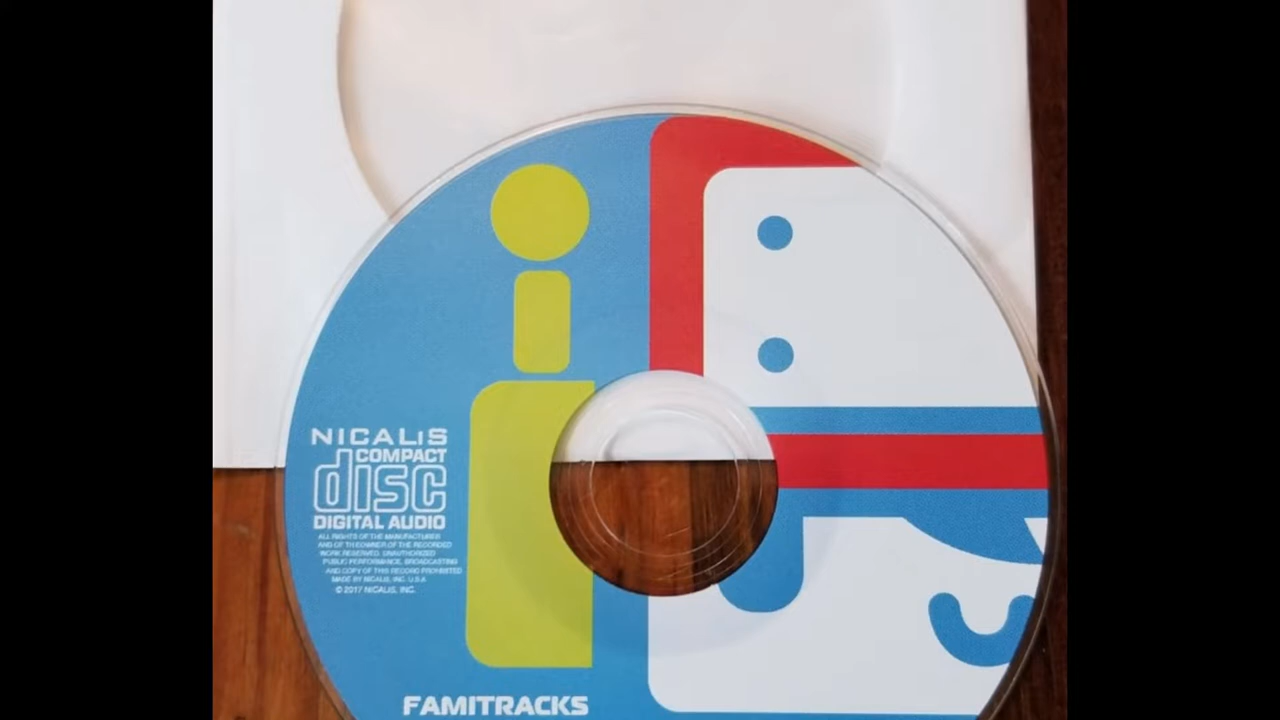 NICALiS
COMPACT
disc
DIGITAL AUDIO
ALL RIGHTS OF THE MANUFACTURER
AND OF THE OWNER OF THE RECORDED
WORK RESERVED. UNAUTHORIZED
PUBLIC PERFORMANCE, BROADCASTING
AND COPY OF THIS RECORD PROHIBITED
MADE BY NICALIS, INC. U.S.A
© 2017 NICALIS, INC.
FAMITRACKS